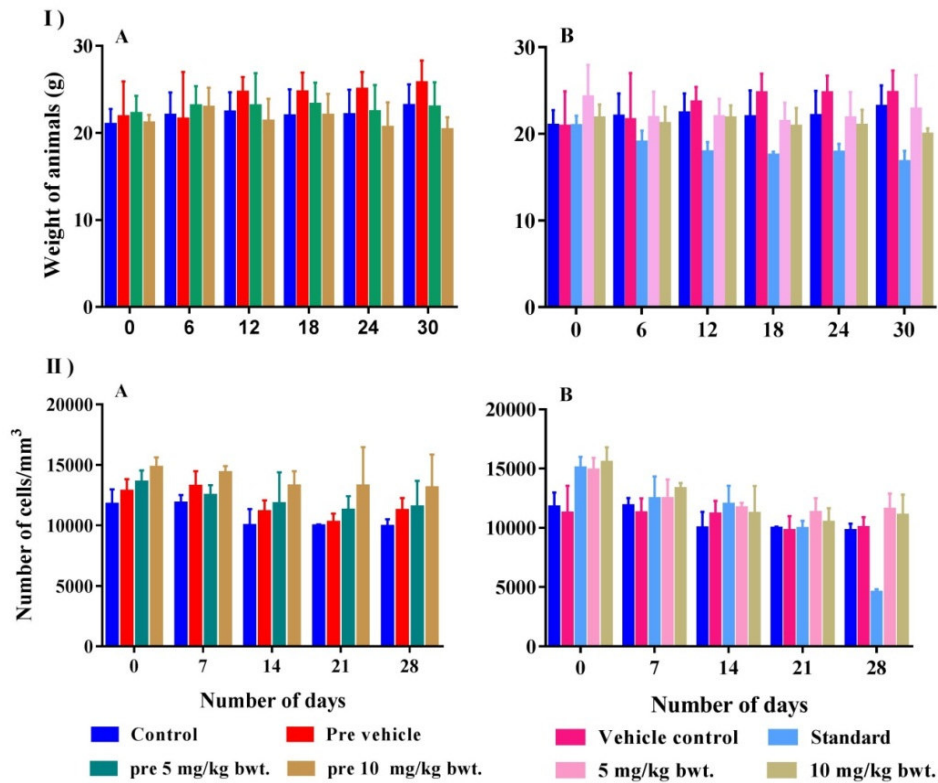 I )
A
B
30
20
10
0
Weight of animals (g)
0 6 12 18 24 30
30
20
10
0
0 6 12 18 24 30
II )
A
B
20000
15000
10000
5000
0
Number of cells/mm³
0 7 14 21 28
Number of days
20000
15000
10000
5000
0
0 7 14 21 28
Number of days
Control
Pre vehicle
pre 5 mg/kg bwt.
pre 10 mg/kg bwt.
Vehicle control
Standard
5 mg/kg bwt.
10 mg/kg bwt.